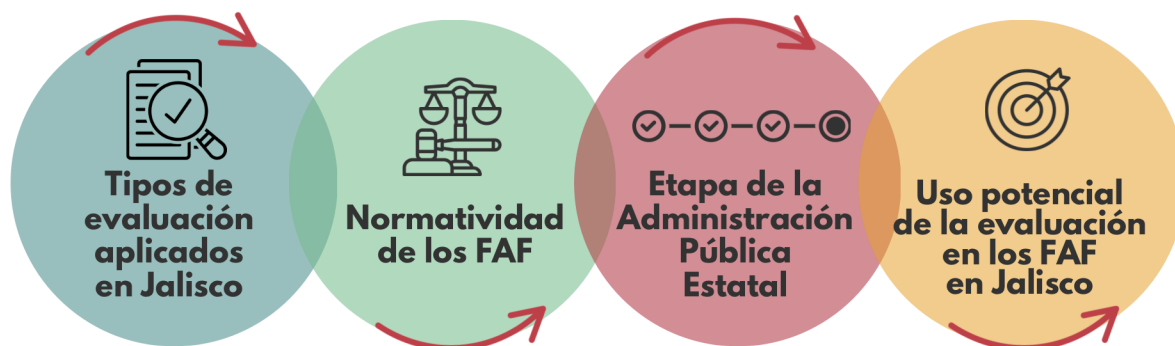 Tipos de
evaluación
aplicados
en Jalisco
Normatividad
de los FAF
Etapa de la
Administración
Pública
Estatal
Uso potencial
de la evaluación
en los FAF
en Jalisco